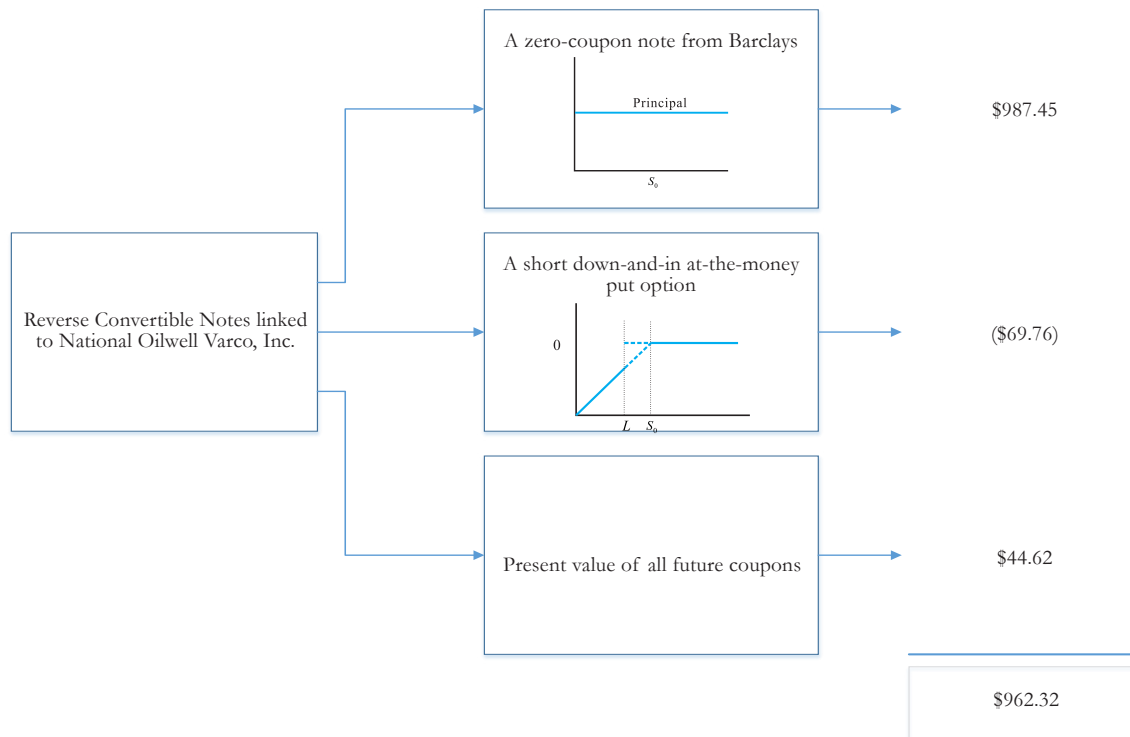 A zero-coupon note from Barclays
Principal
S₀
$987.45
Reverse Convertible Notes linked
to National Oilwell Varco, Inc.
A short down-and-in at-the-money
put option
0
L S₀
($69.76)
Present value of all future coupons
$44.62
$962.32